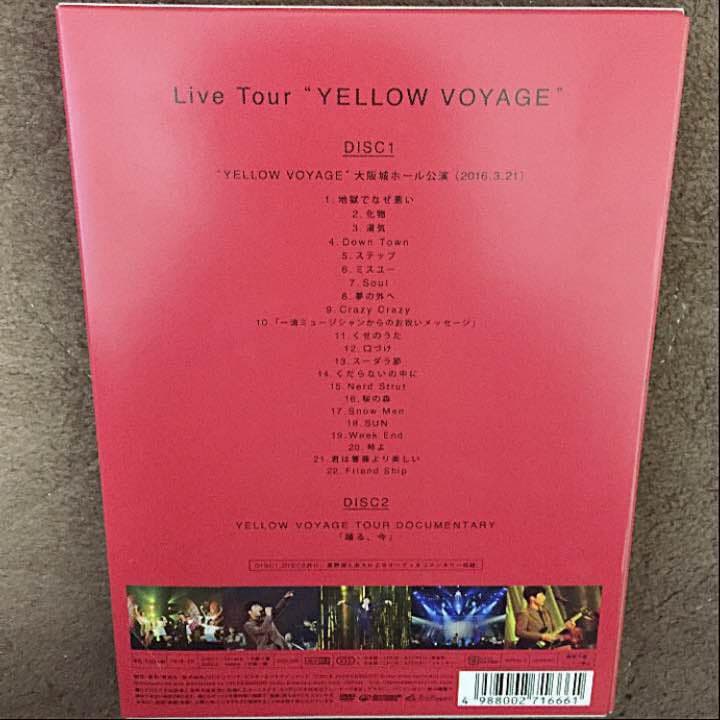 Live Tour “YELLOW VOYAGE”
DISC1
“YELLOW VOYAGE” 大阪城ホール公演 (2016.3.21)
1. 地獄でなぜ悪い
2. 化物
3. 湯気
4. Down Town
5. ステップ
6. ミスユー
7. Soul
8. 夢の外へ
9. Crazy Crazy
10. 「一流ミュージシャンからのお祝いメッセージ」
11. くせのうた
12. 口づけ
13. スーダラ節
14. くだらないの中に
15. Nerd Strut
16. 桜の森
17. Snow Men
18. SUN
19. Week End
20. 時よ
21. 君は薔薇より美しい
22. Friend Ship
DISC2
YELLOW VOYAGE TOUR DOCUMENTARY
「踊る、今」
4 988002 716661